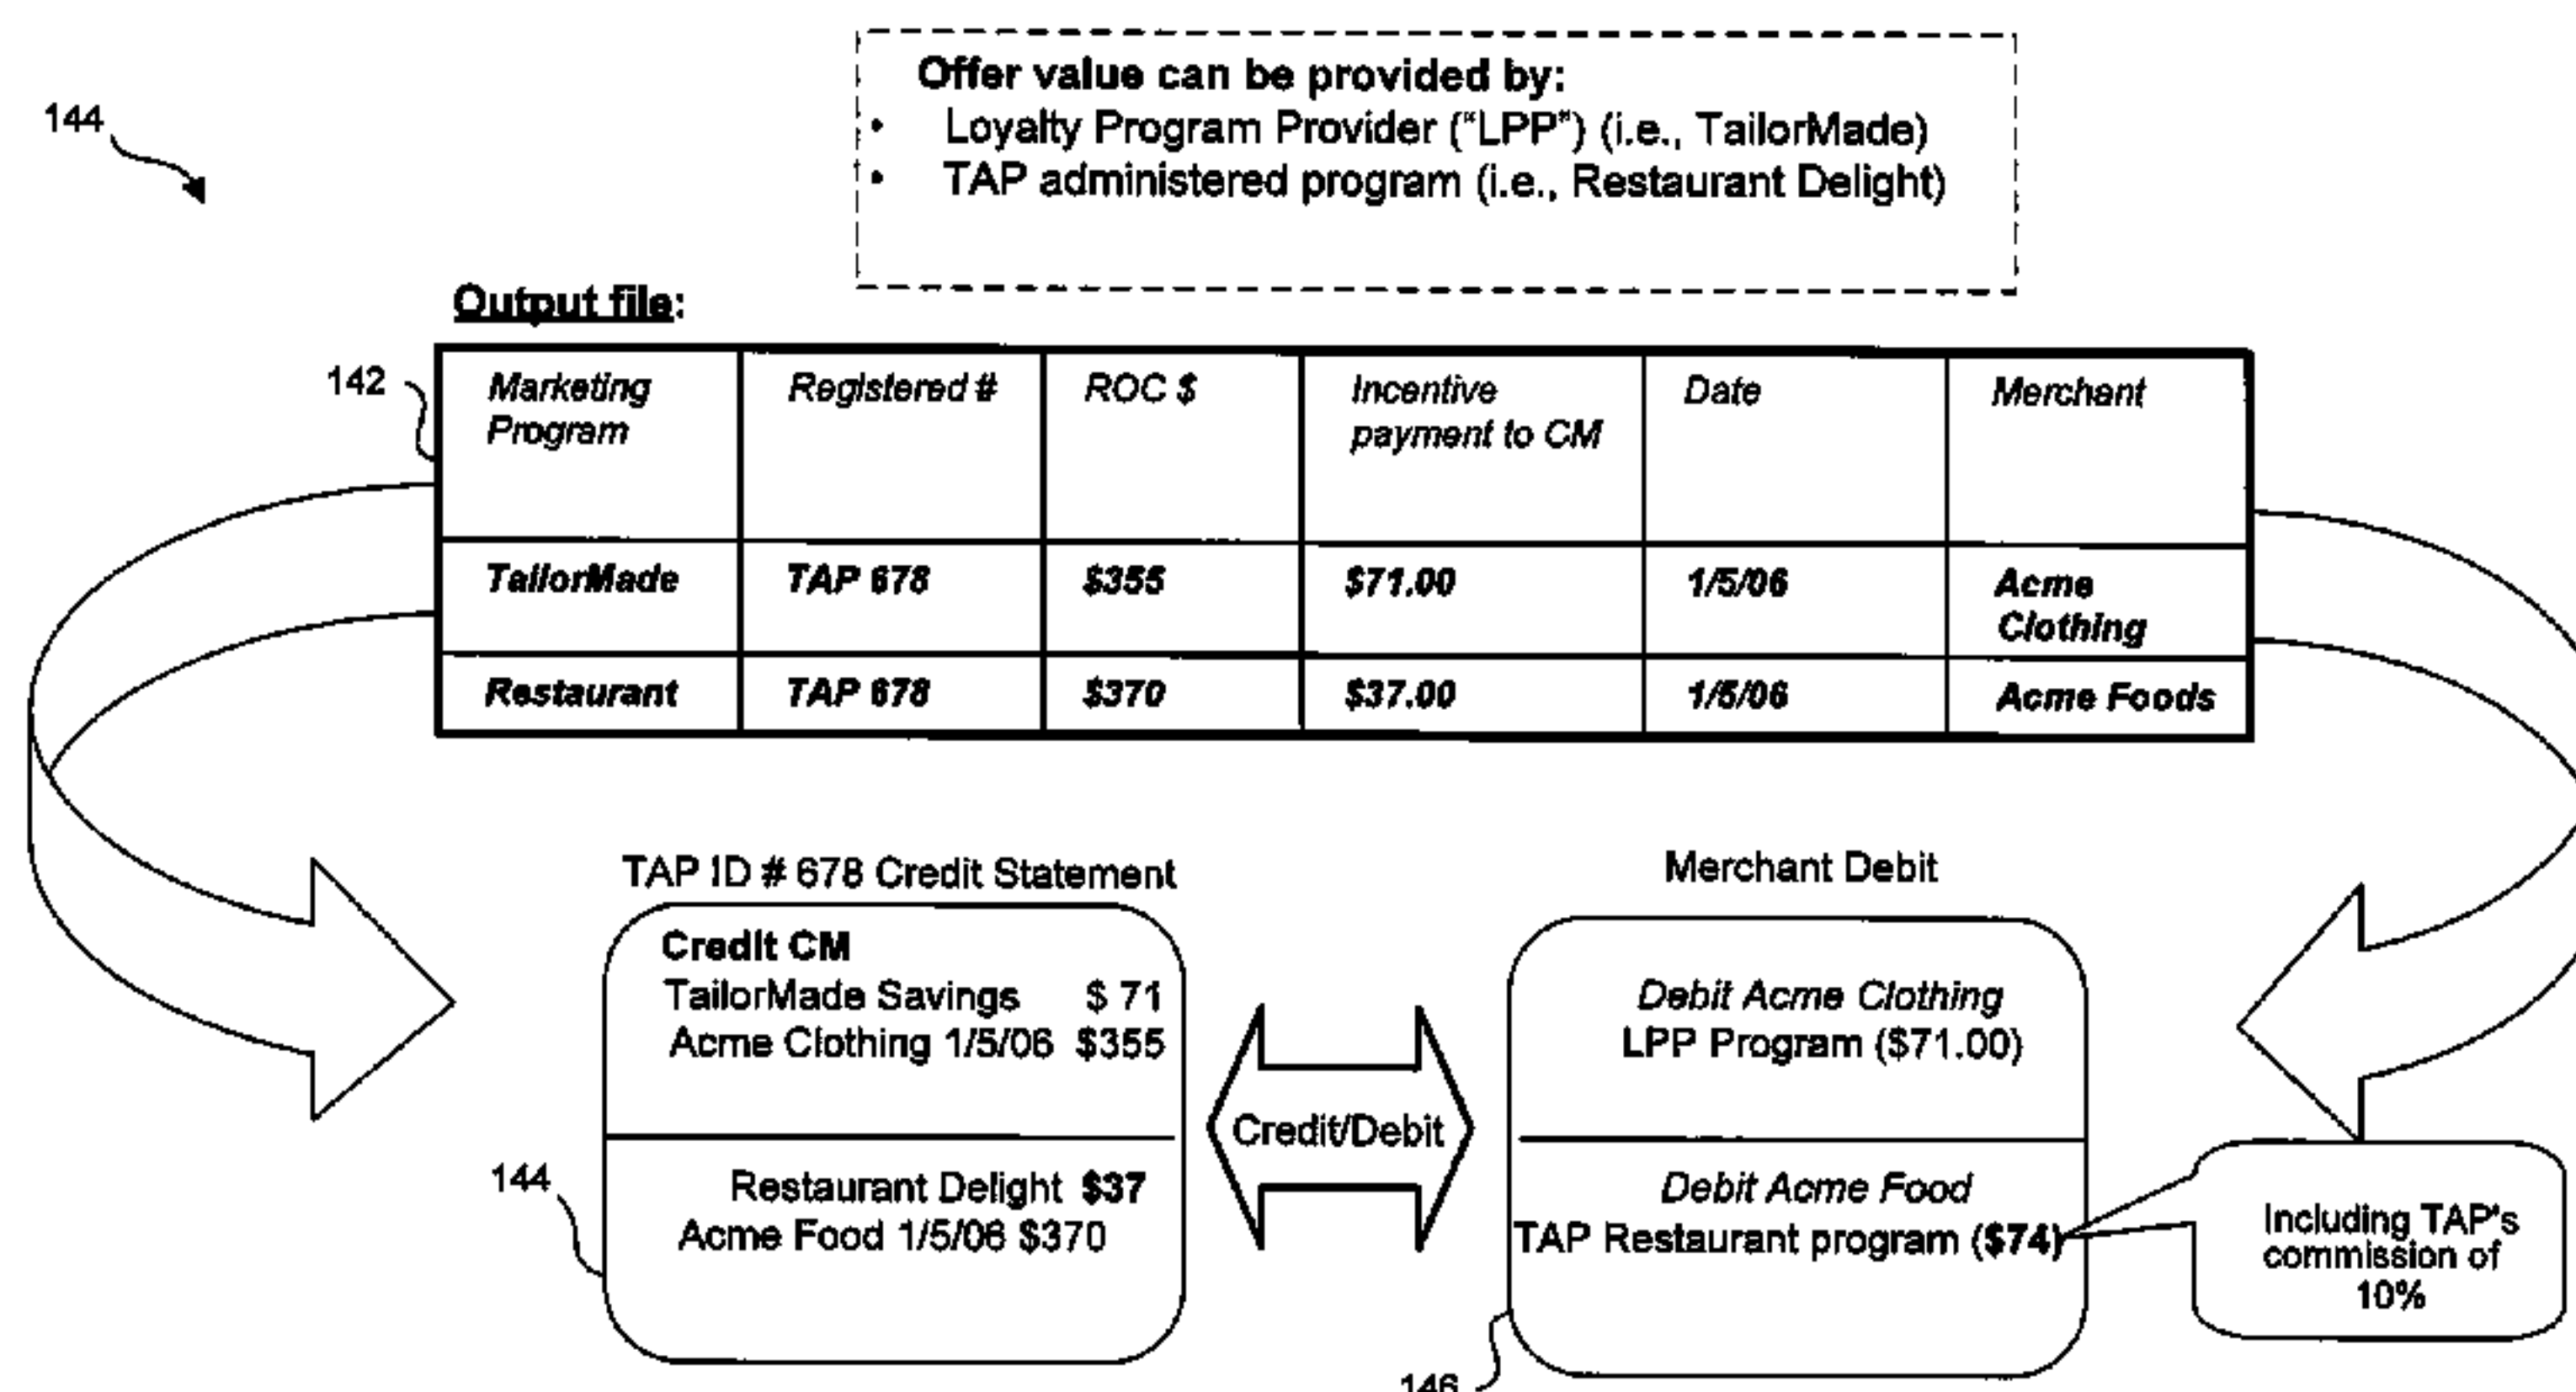 144
Offer value can be provided by:
• Loyalty Program Provider ("LPP") (i.e., TailorMade)
• TAP administered program (i.e., Restaurant Delight)
Output file:
142
Marketing Program
Registered #
ROC $
Incentive payment to CM
Date
Merchant
TailorMade
TAP 678
$355
$71.00
1/5/06
Acme Clothing
Restaurant
TAP 678
$370
$37.00
1/5/06
Acme Foods
TAP ID # 678 Credit Statement
Credit CM
TailorMade Savings $ 71
Acme Clothing 1/5/06 $355
144
Restaurant Delight $37
Acme Food 1/5/06 $370
Credit/Debit
Merchant Debit
Debit Acme Clothing
LPP Program ($71.00)
Debit Acme Food
TAP Restaurant program ($74)
146
Including TAP's
commission of
10%